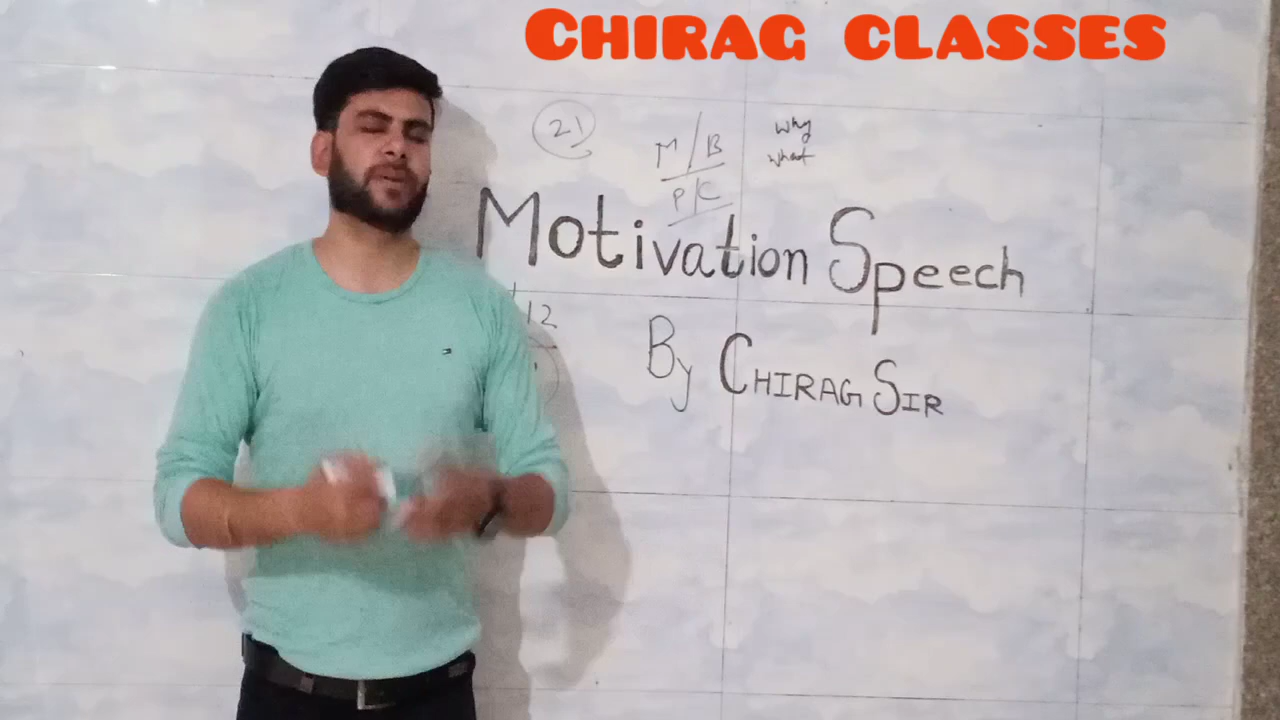 CHIRAG CLASSES
21
M/B
why
what
P/C
Motivation Speech
12
By CHIRAG SIR